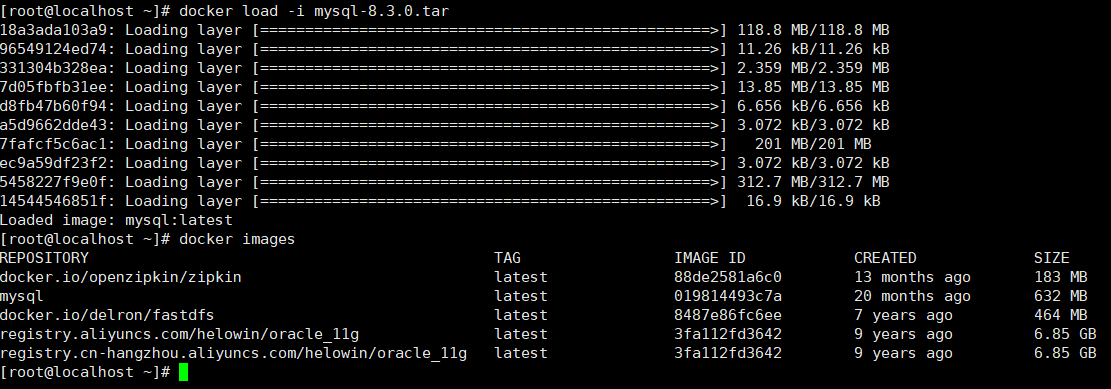 [root@localhost ~]# docker load -i mysql-8.3.0.tar
18a3ada103a9: Loading layer [==================================================>] 118.8 MB/118.8 MB
96549124ed74: Loading layer [==================================================>] 11.26 kB/11.26 kB
331304b328ea: Loading layer [==================================================>] 2.359 MB/2.359 MB
7d05fbfb31ee: Loading layer [==================================================>] 13.85 MB/13.85 MB
d8fb47b60f94: Loading layer [==================================================>] 6.656 kB/6.656 kB
a5d9662dde43: Loading layer [==================================================>] 3.072 kB/3.072 kB
7fafcf5c6ac1: Loading layer [==================================================>]   201 MB/201 MB
ec9a59df23f2: Loading layer [==================================================>] 3.072 kB/3.072 kB
5458227f9e0f: Loading layer [==================================================>] 312.7 MB/312.7 MB
14544546851f: Loading layer [==================================================>]  16.9 kB/16.9 kB
Loaded image: mysql:latest
[root@localhost ~]# docker images
REPOSITORY                                          TAG                 IMAGE ID            CREATED             SIZE
docker.io/openzipkin/zipkin                         latest              88de2581a6c0        13 months ago       183 MB
mysql                                               latest              019814493c7a        20 months ago       632 MB
docker.io/delron/fastdfs                            latest              8487e86fc6ee        7 years ago         464 MB
registry.aliyuncs.com/helowin/oracle_11g            latest              3fa112fd3642        9 years ago         6.85 GB
registry.cn-hangzhou.aliyuncs.com/helowin/oracle_11g   latest              3fa112fd3642        9 years ago         6.85 GB
[root@localhost ~]#